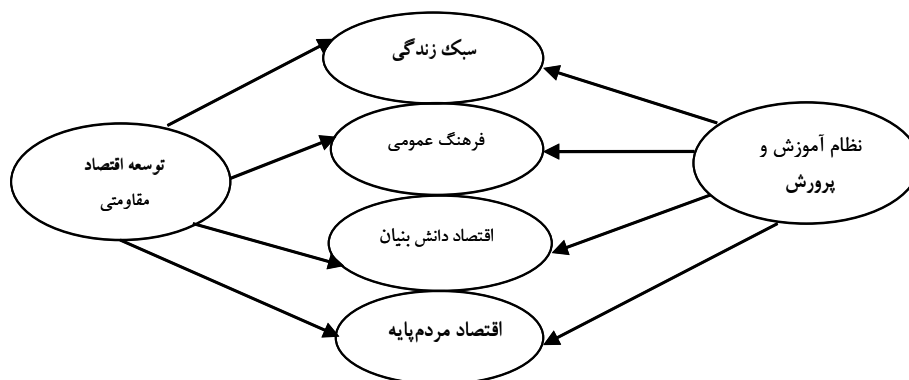 سبک زندگی
فرهنگ عمومی
اقتصاد دانش بنیان
اقتصاد مردم‌پایه
نظام آموزش و
پرورش
توسعه اقتصاد
مقاومتی